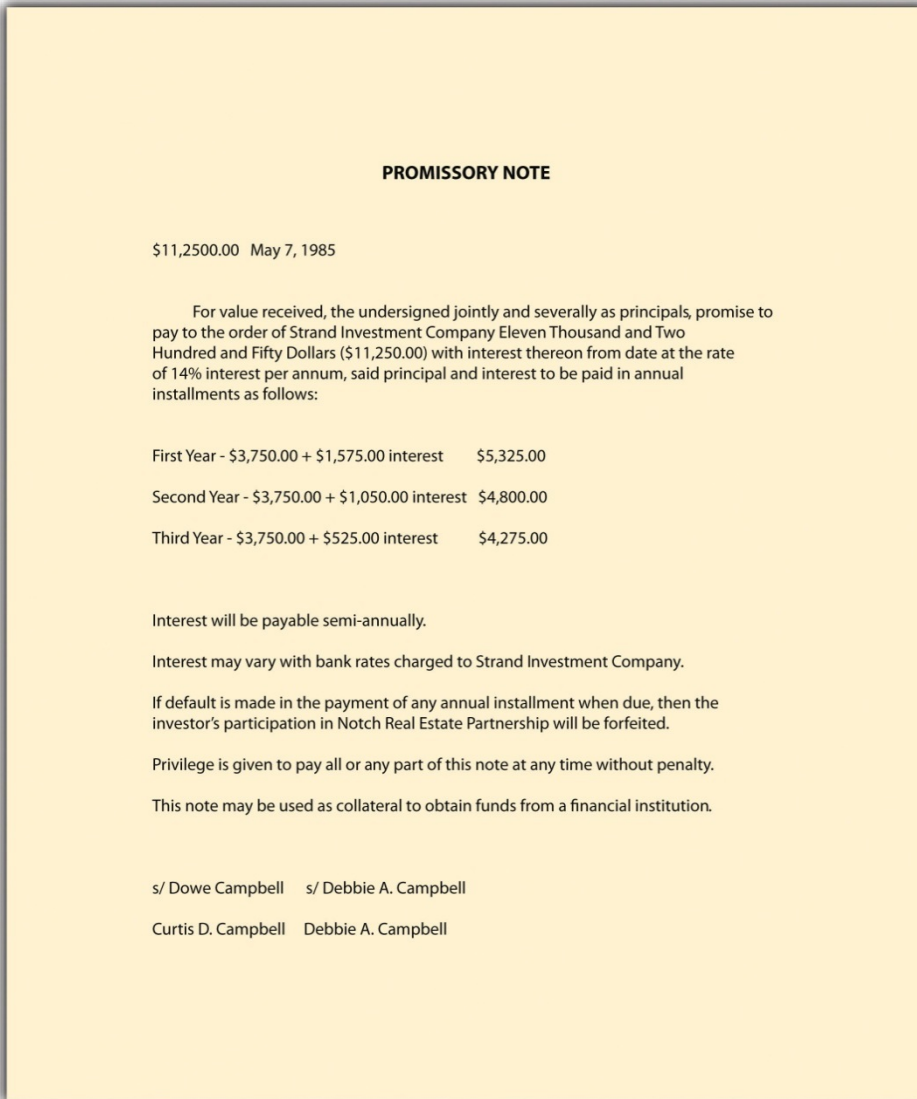 PROMISSORY NOTE
$11,2500.00 May 7, 1985
For value received, the undersigned jointly and severally as principals, promise to
pay to the order of Strand Investment Company Eleven Thousand and Two
Hundred and Fifty Dollars ($11,250.00) with interest thereon from date at the rate
of 14% interest per annum, said principal and interest to be paid in annual
installments as follows:
First Year - $3,750.00 + $1,575.00 interest $5,325.00
Second Year - $3,750.00 + $1,050.00 interest $4,800.00
Third Year - $3,750.00 + $525.00 interest $4,275.00
Interest will be payable semi-annually.
Interest may vary with bank rates charged to Strand Investment Company.
If default is made in the payment of any annual installment when due, then the
investor's participation in Notch Real Estate Partnership will be forfeited.
Privilege is given to pay all or any part of this note at any time without penalty.
This note may be used as collateral to obtain funds from a financial institution.
s/ Dowe Campbell s/ Debbie A. Campbell
Curtis D. Campbell Debbie A. Campbell